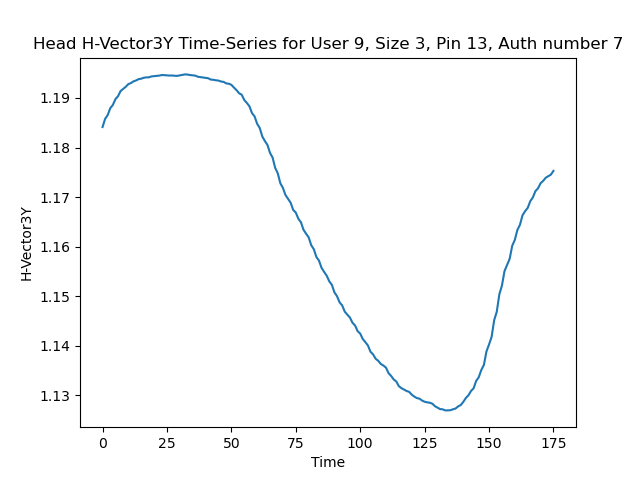 Head H-Vector3Y Time-Series for User 9, Size 3, Pin 13, Auth number 7
H-Vector3Y
1.19
1.18
1.17
1.16
1.15
1.14
1.13
0 25 50 75 100 125 150 175
Time